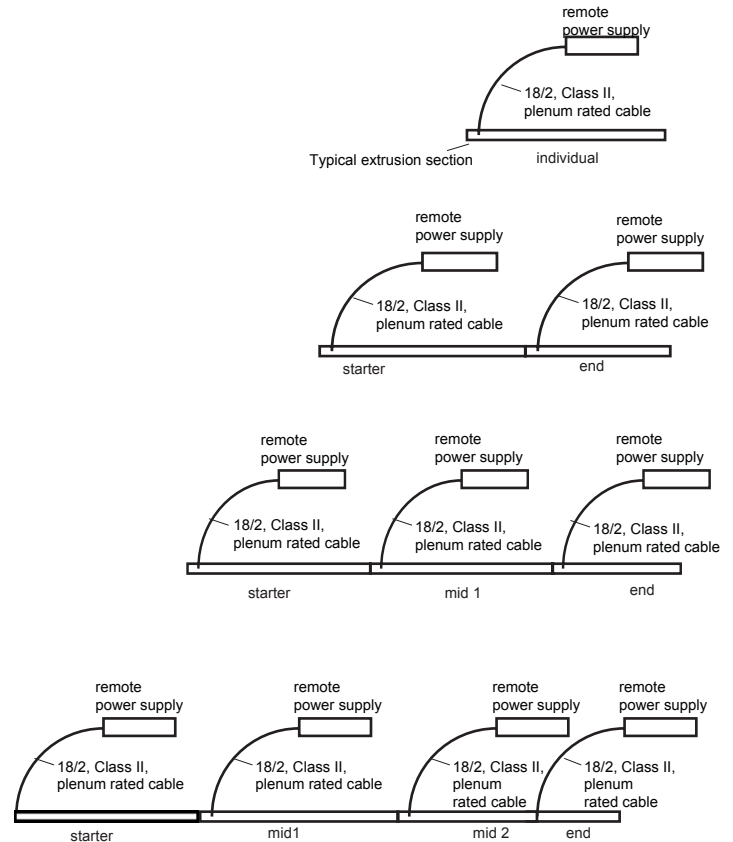 remote
power supply
18/2, Class II,
plenum rated cable
Typical extrusion section
individual
remote
power supply
18/2, Class II,
plenum rated cable
starter
remote
power supply
18/2, Class II,
plenum rated cable
end
remote
power supply
18/2, Class II,
plenum rated cable
starter
remote
power supply
18/2, Class II,
plenum rated cable
mid 1
remote
power supply
18/2, Class II,
plenum rated cable
end
remote
power supply
18/2, Class II,
plenum rated cable
starter
remote
power supply
18/2, Class II,
plenum rated cable
mid1
remote
power supply
18/2, Class II,
plenum
rated cable
mid 2
remote
power supply
18/2, Class II,
plenum
rated cable
end